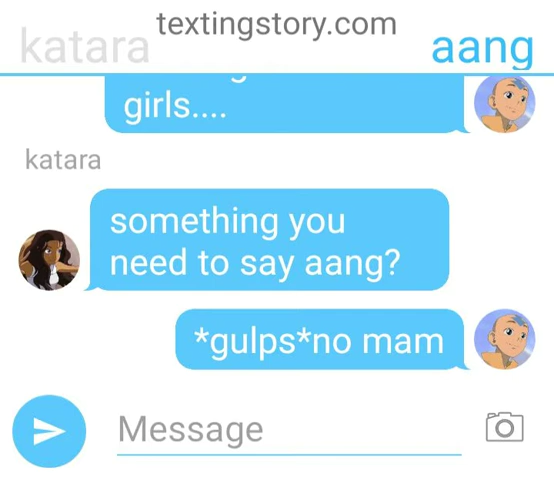 textingstory.com
katara aang
girls....
katara
something you
need to say aang?
*gulps*no mam
Message